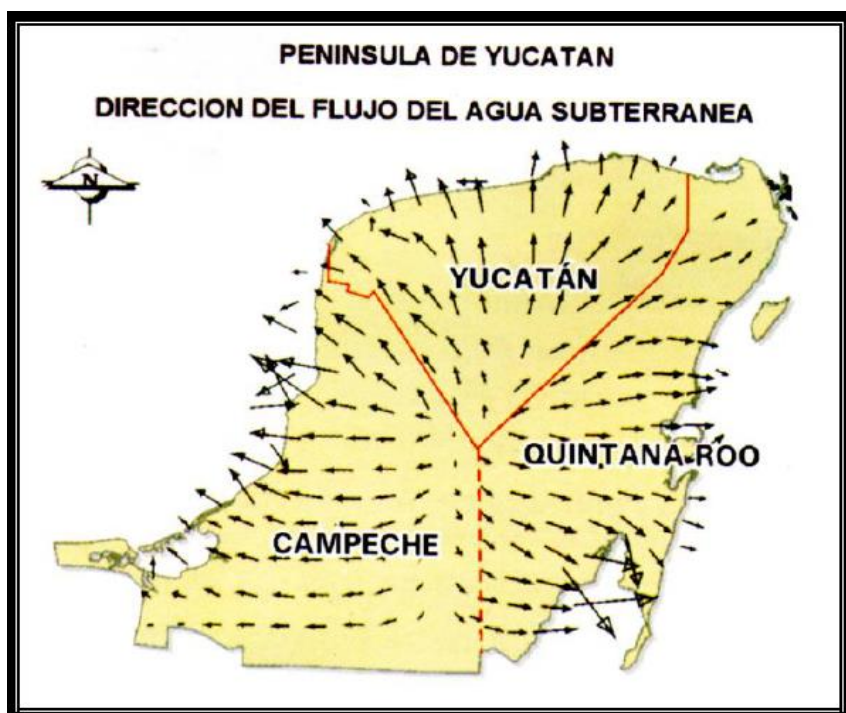 PENINSULA DE YUCATAN
DIRECCION DEL FLUJO DEL AGUA SUBTERRANEA
N
YUCATÁN
QUINTANA ROO
CAMPECHE